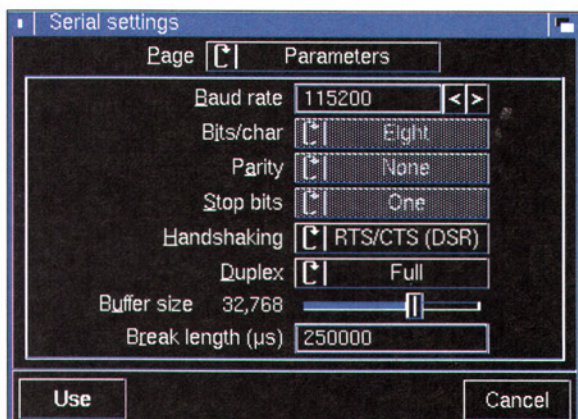 Serial settings
Page Parameters
Baud rate 115200 < >
Bits/char Eight
Parity None
Stop bits One
Handshaking RTS/CTS (DSR)
Duplex Full
Buffer size 32,768
Break length (µs) 250000
Use Cancel